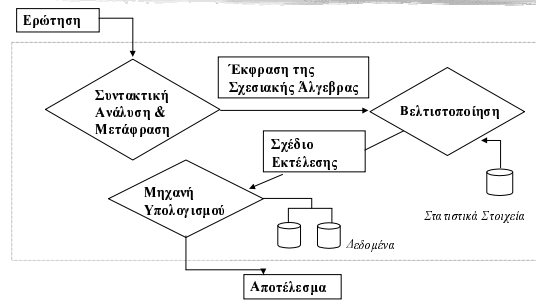 Ερώτηση
Έκφραση της
Σχεσιακής Άλγεβρας
Συντακτική
Ανάλυση &
Μετάφραση
Βελτιστοποίηση
Σχέδιο
Εκτέλεσης
Μηχανή
Υπολογισμού
Στατιστικά Στοιχεία
Δεδομένα
Αποτέλεσμα